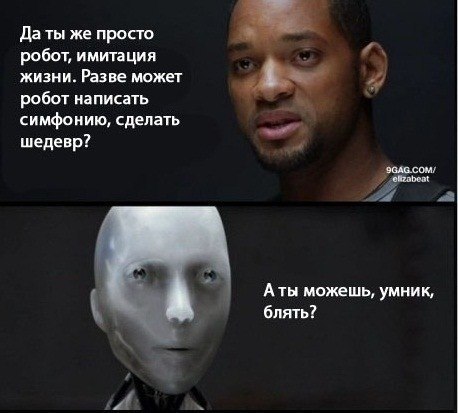 Да ты же просто
робот, имитация
жизни. Разве может
робот написать
симфонию, сделать
шедевр?
9GAG.COM/
elizabeat
А ты можешь, умник,
блять?